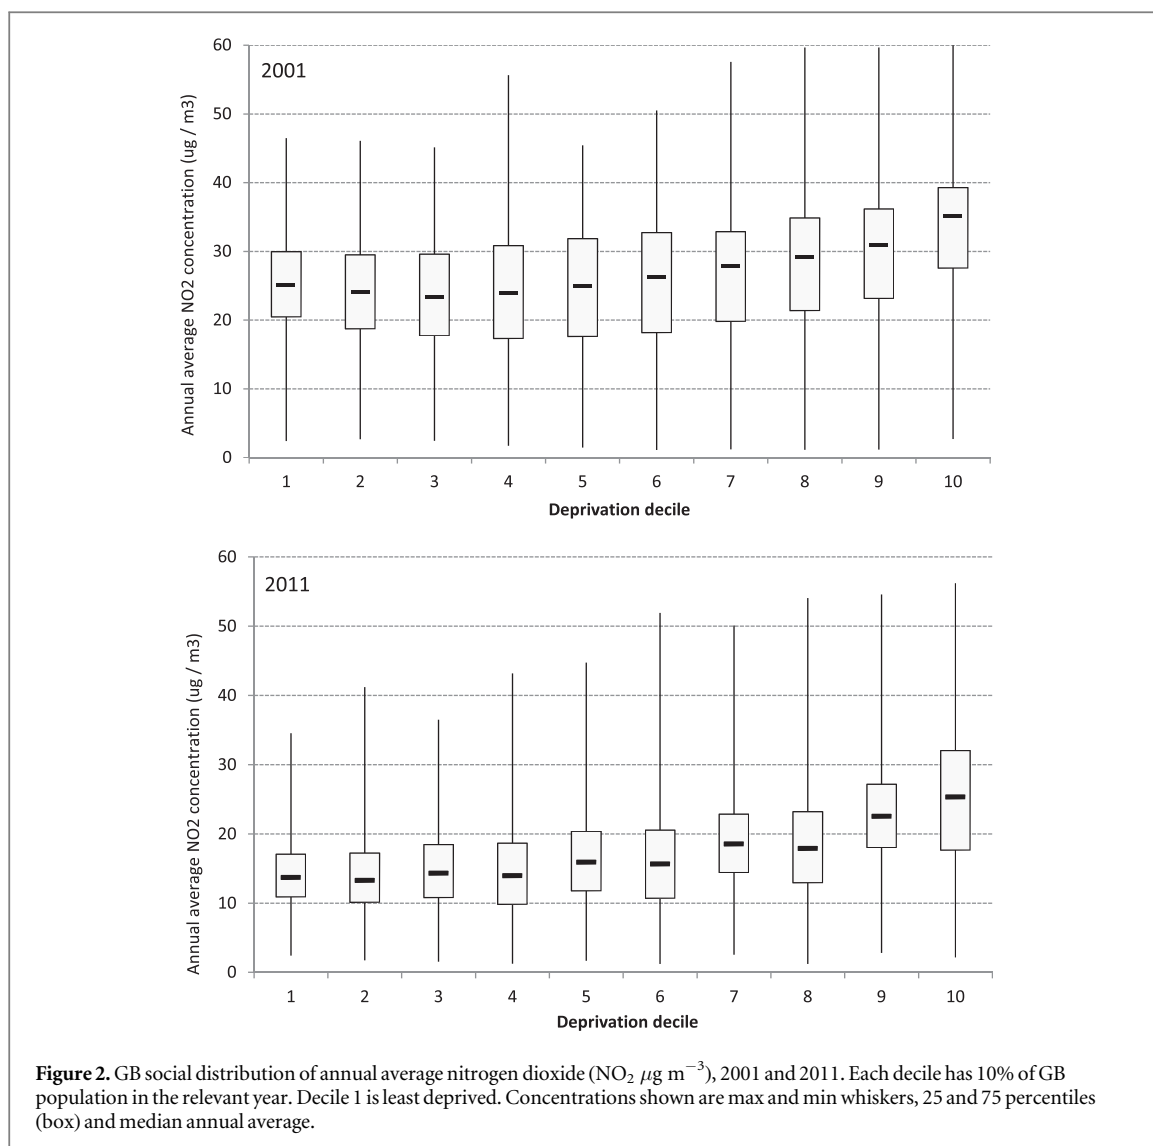 2001
Annual average NO2 concentration (ug / m3)
60
50
40
30
20
10
0
1 2 3 4 5 6 7 8 9 10
Deprivation decile
2011
Annual average NO2 concentration (ug / m3)
60
50
40
30
20
10
0
1 2 3 4 5 6 7 8 9 10
Deprivation decile
Figure 2. GB social distribution of annual average nitrogen dioxide (NO₂ μg m⁻³), 2001 and 2011. Each decile has 10% of GB
population in the relevant year. Decile 1 is least deprived. Concentrations shown are max and min whiskers, 25 and 75 percentiles
(box) and median annual average.